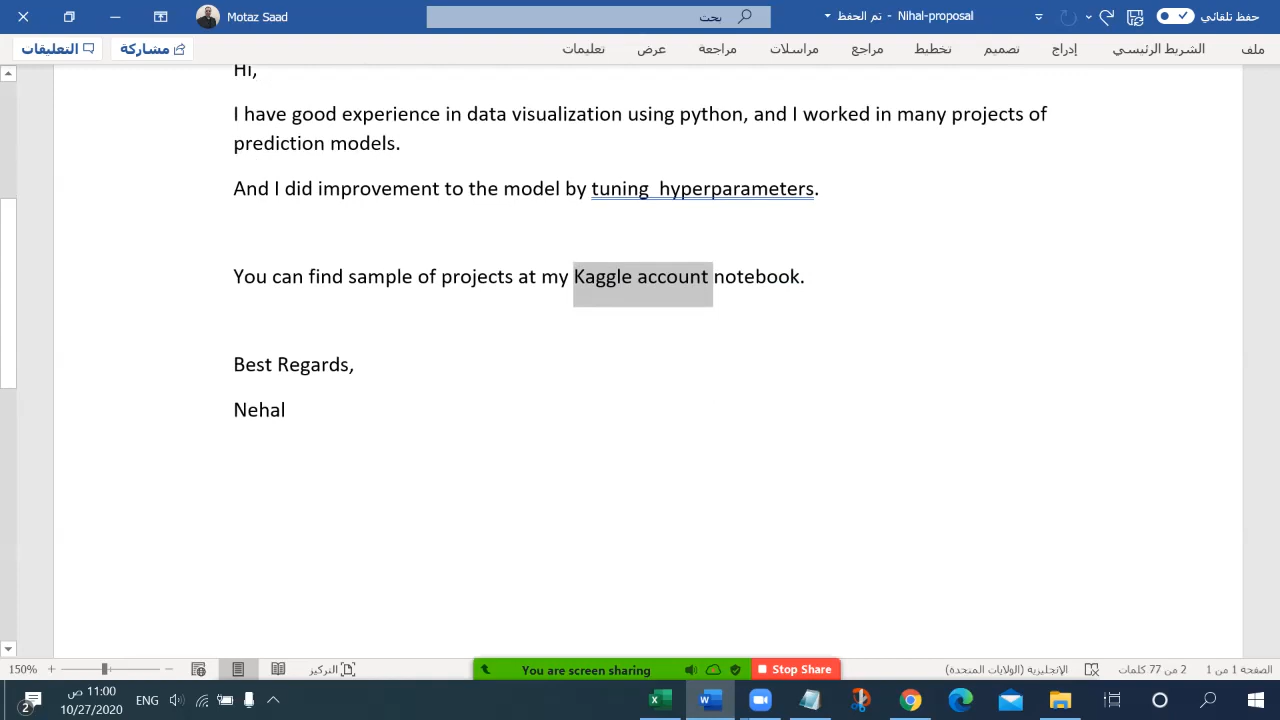 Motaz Saad
بحث
Nihal-proposal - تم الحفظ
حفظ تلقائي
ملف
الشريط الرئيسي
إدراج
تصميم
تخطيط
مراجع
مراسلات
مراجعة
عرض
تعليمات
مشاركة
التعليقات
Hi,
I have good experience in data visualization using python, and I worked in many projects of
prediction models.
And I did improvement to the model by tuning hyperparameters.
You can find sample of projects at my Kaggle account notebook.
Best Regards,
Nehal
الصفحة 1 من 1
2 من 77 كلمات
الإنجليزية (الولايات المتحدة)
التركيز
150%
You are screen sharing
Stop Share
11:00 ص
10/27/2020
ENG
2